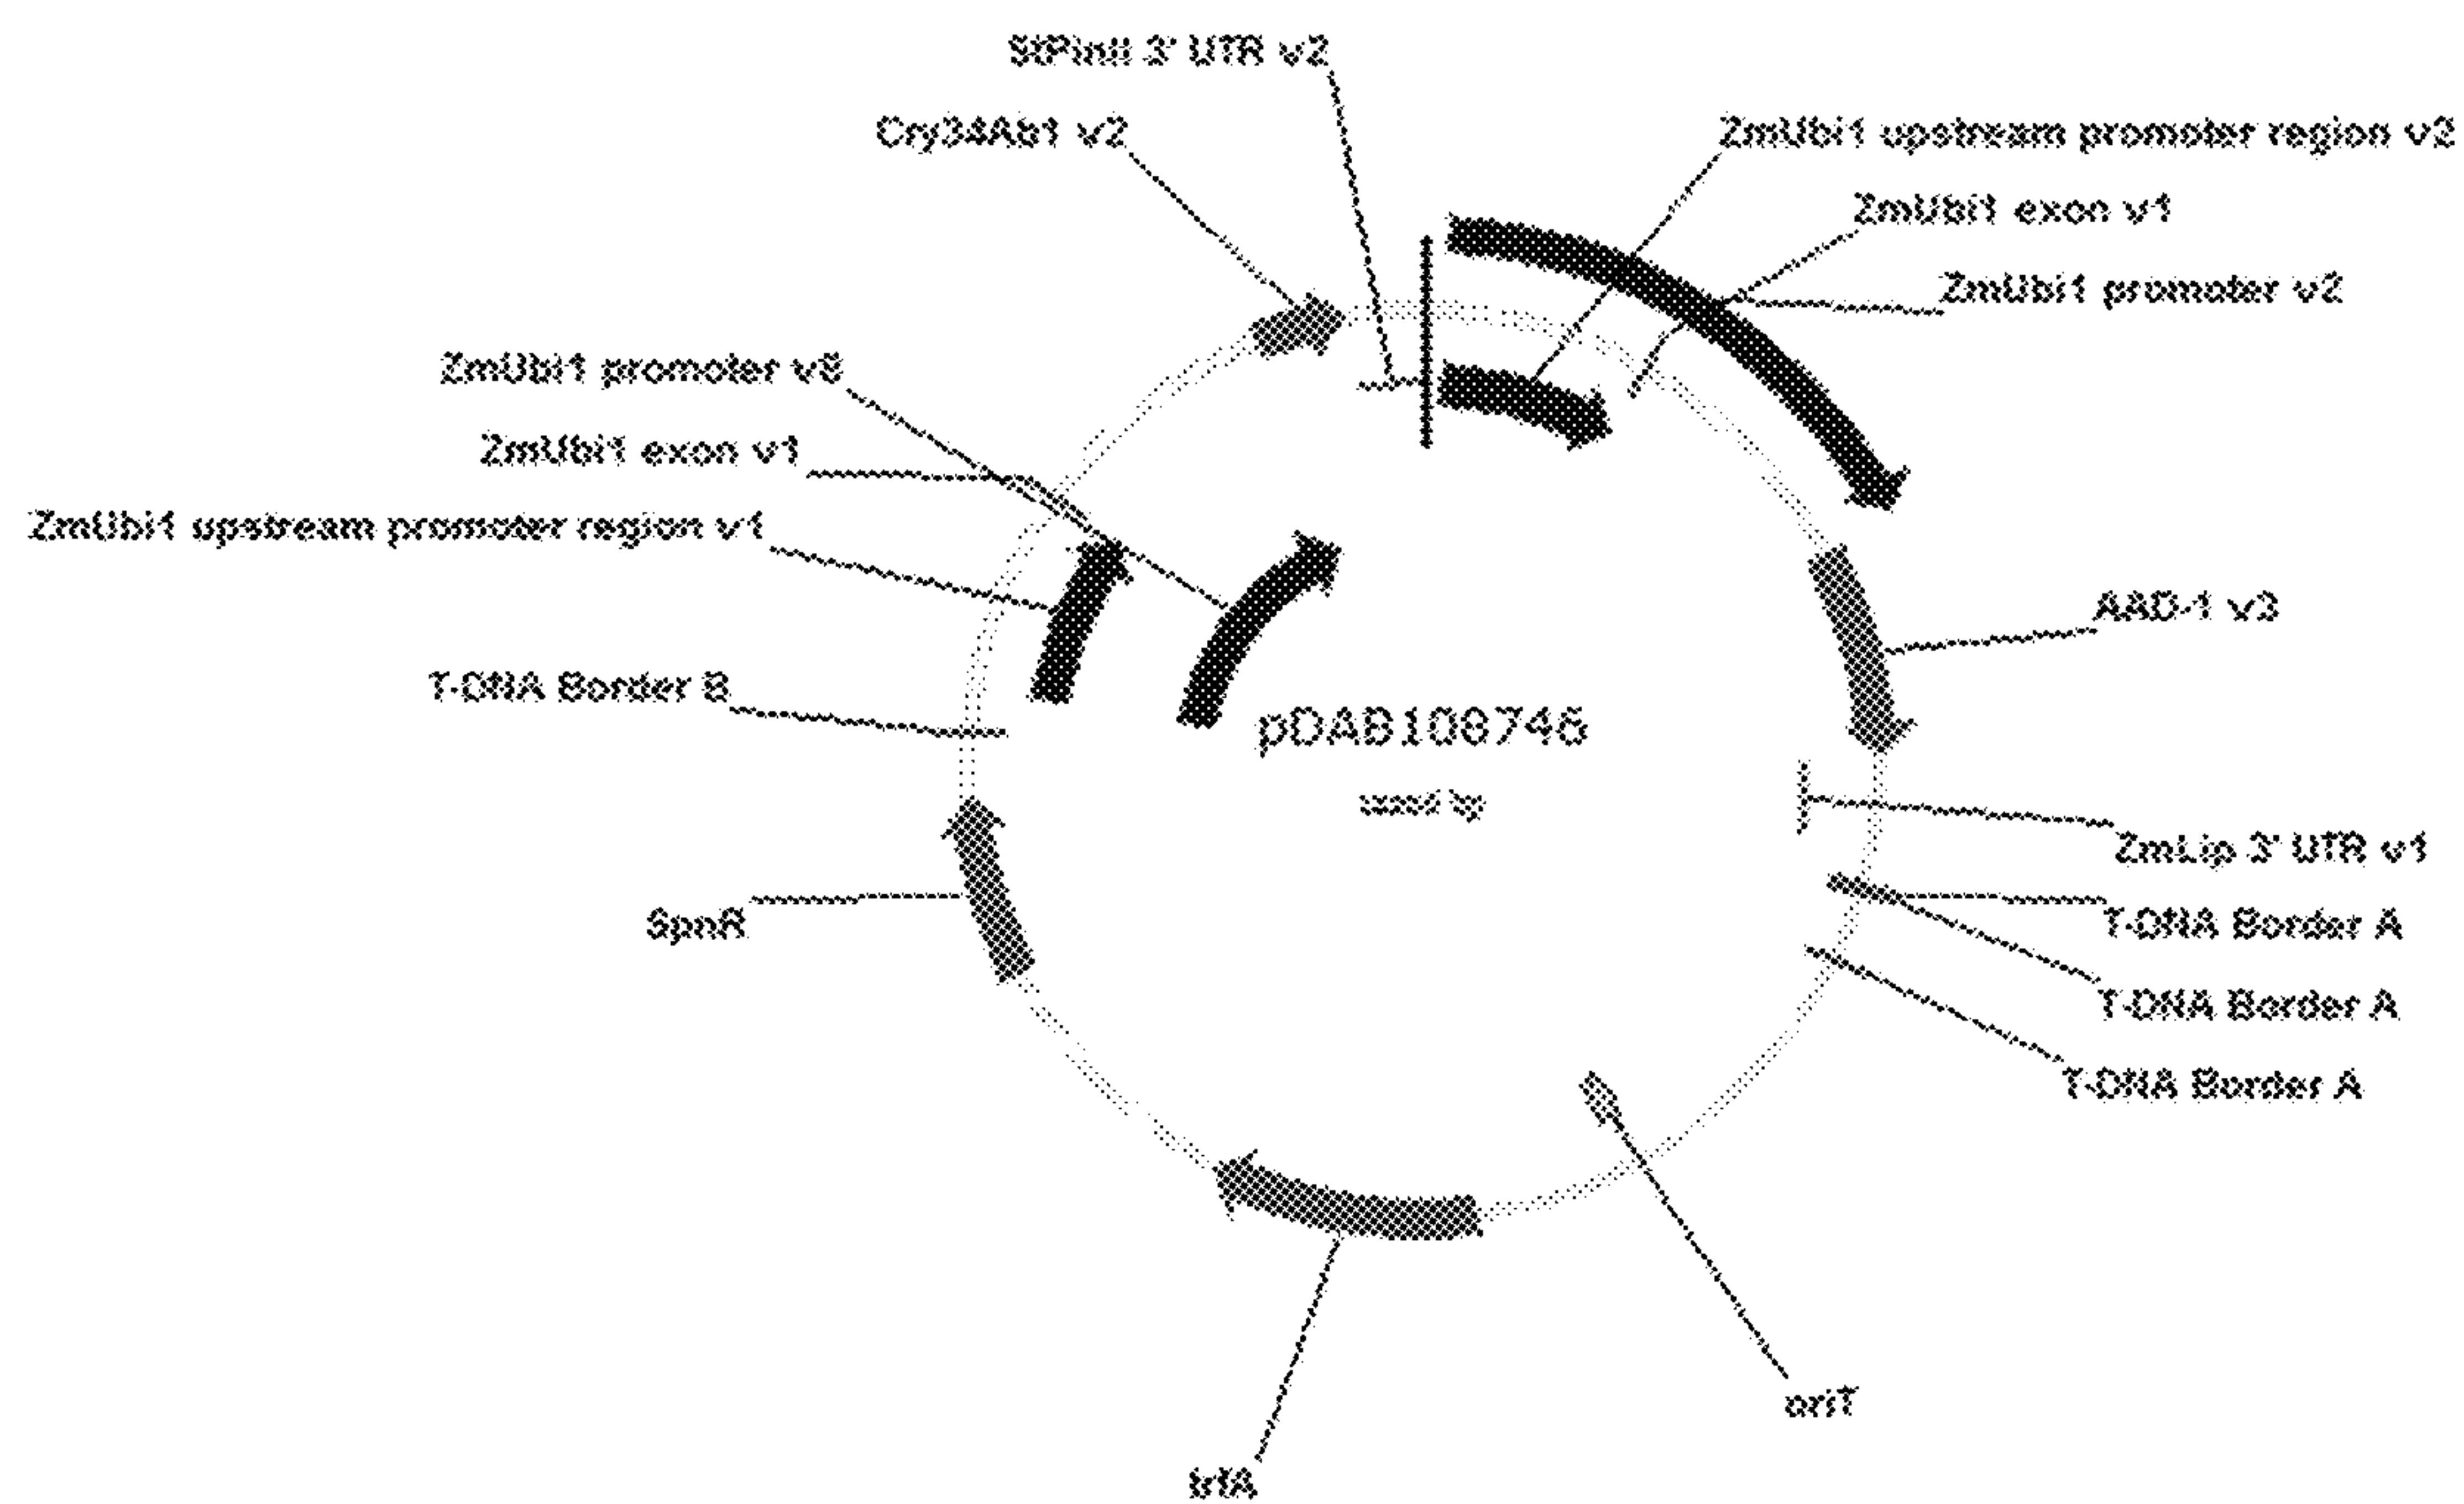 StPinII 3' UTR v2
Cry34Ab1 v2
ZmUbi1 upstream promoter region v2
ZmUbi1 exon v1
ZmUbi1 promoter v2
ZmUbi1 promoter v8
ZmUbi1 exon v1
ZmUbi1 upstream promoter region v1
AAD-1 v3
T-DNA Border B
pDAB108746
bp
ZmLip 3' UTR v1
SpnR
T-DNA Border A
T-DNA Border A
T-DNA Border A
oriT
trfA